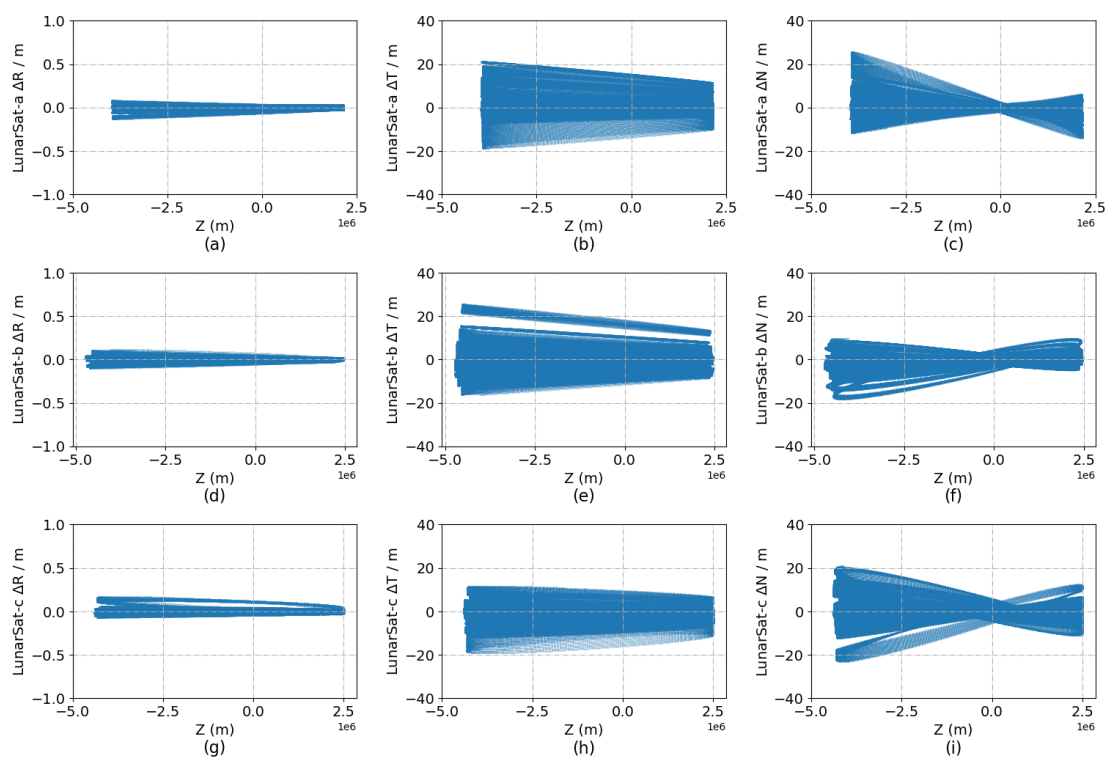 1.0
0.5
0.0
−0.5
−1.0
LunarSat-a ΔR / m
−5.0 −2.5 0.0 2.5
1e6
Z (m)
(a)
40
20
0
−20
−40
LunarSat-a ΔT / m
−5.0 −2.5 0.0 2.5
1e6
Z (m)
(b)
40
20
0
−20
−40
LunarSat-a ΔN / m
−5.0 −2.5 0.0 2.5
1e6
Z (m)
(c)
1.0
0.5
0.0
−0.5
−1.0
LunarSat-b ΔR / m
−5.0 −2.5 0.0 2.5
1e6
Z (m)
(d)
40
20
0
−20
−40
LunarSat-b ΔT / m
−5.0 −2.5 0.0 2.5
1e6
Z (m)
(e)
40
20
0
−20
−40
LunarSat-b ΔN / m
−5.0 −2.5 0.0 2.5
1e6
Z (m)
(f)
1.0
0.5
0.0
−0.5
−1.0
LunarSat-c ΔR / m
−5.0 −2.5 0.0 2.5
1e6
Z (m)
(g)
40
20
0
−20
−40
LunarSat-c ΔT / m
−5.0 −2.5 0.0 2.5
1e6
Z (m)
(h)
40
20
0
−20
−40
LunarSat-c ΔN / m
−5.0 −2.5 0.0 2.5
1e6
Z (m)
(i)